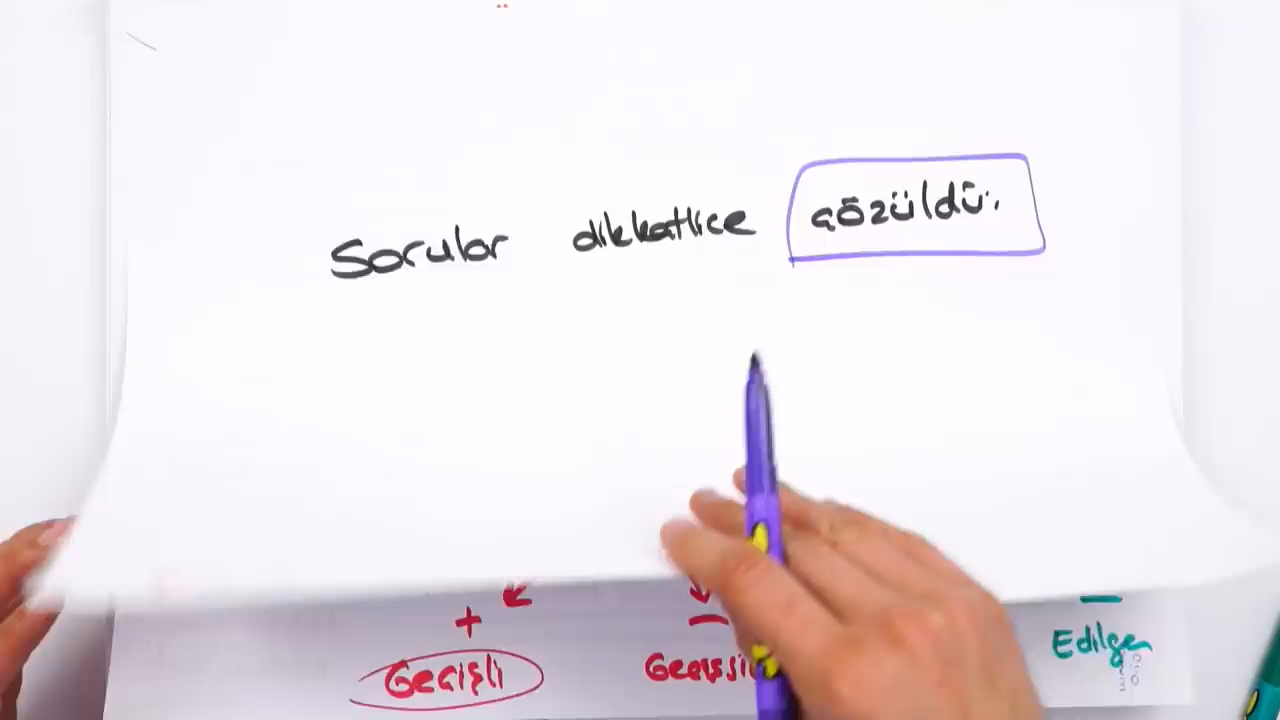 Sorular dikkatlice çözüldü.
+ - -
Geçişli Edilgen